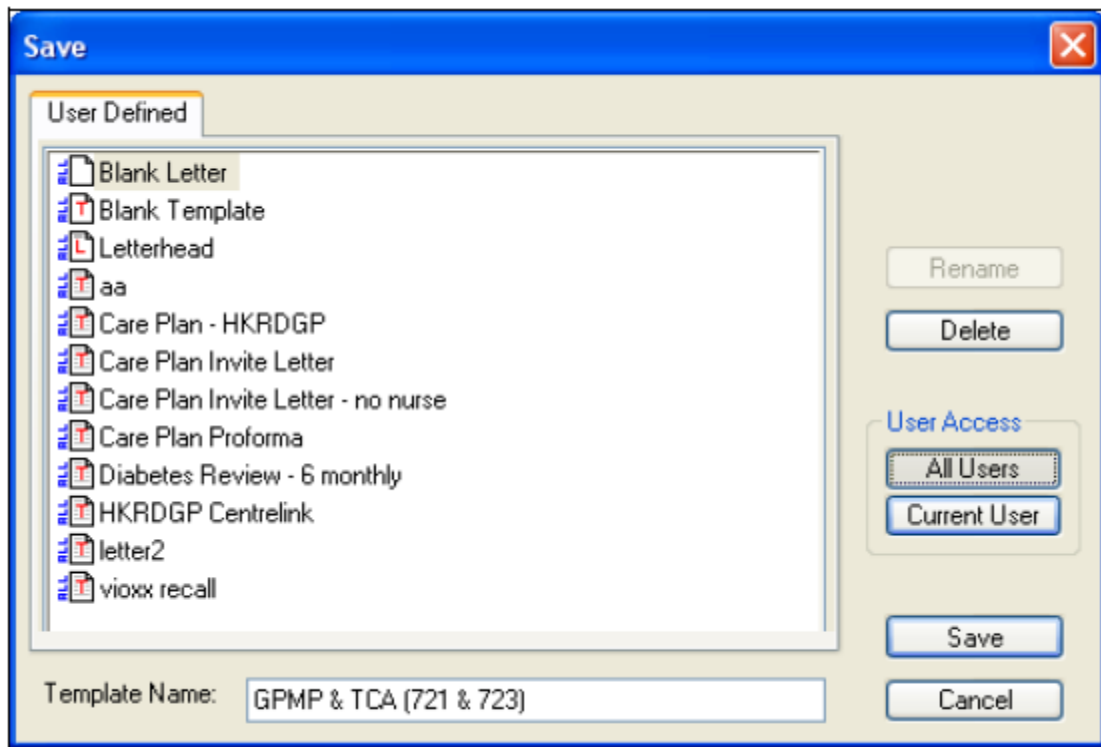 Save
User Defined
Blank Letter
Blank Template
Letterhead
aa
Care Plan - HKRDGP
Care Plan Invite Letter
Care Plan Invite Letter - no nurse
Care Plan Proforma
Diabetes Review - 6 monthly
HKRDGP Centrelink
letter2
vioxx recall
Rename
Delete
User Access
All Users
Current User
Save
Template Name: GPMP & TCA (721 & 723)
Cancel